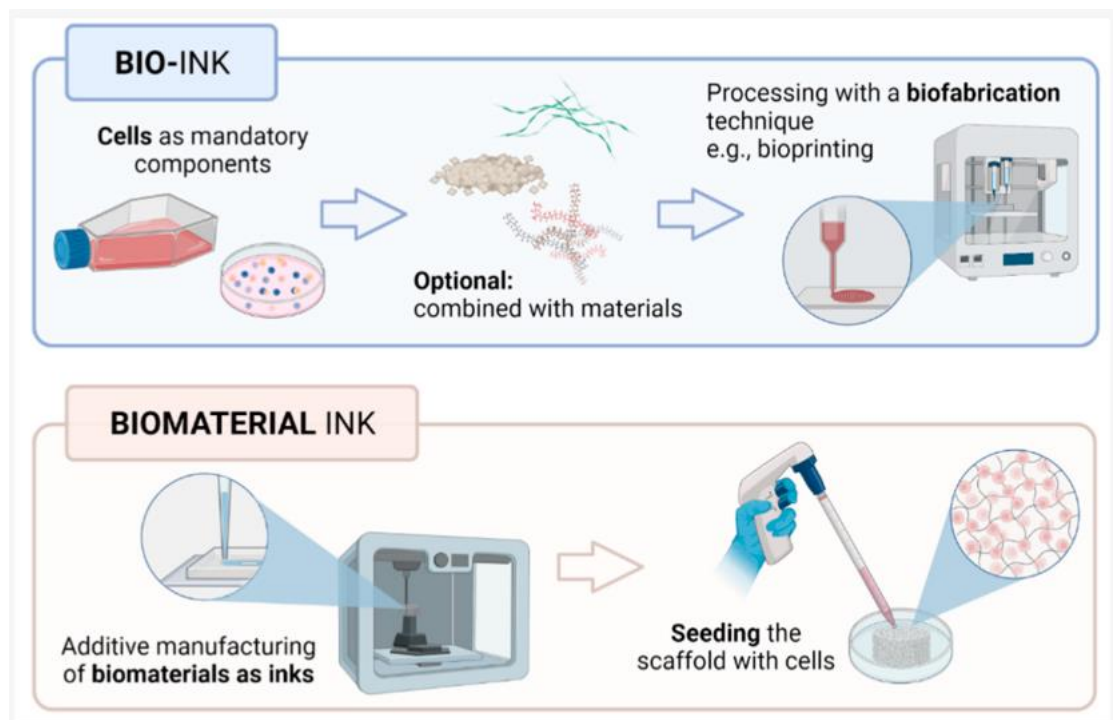 BIO-INK
Cells as mandatory
components
Optional:
combined with materials
Processing with a biofabrication
technique
e.g., bioprinting
BIOMATERIAL INK
Additive manufacturing
of biomaterials as inks
Seeding the
scaffold with cells